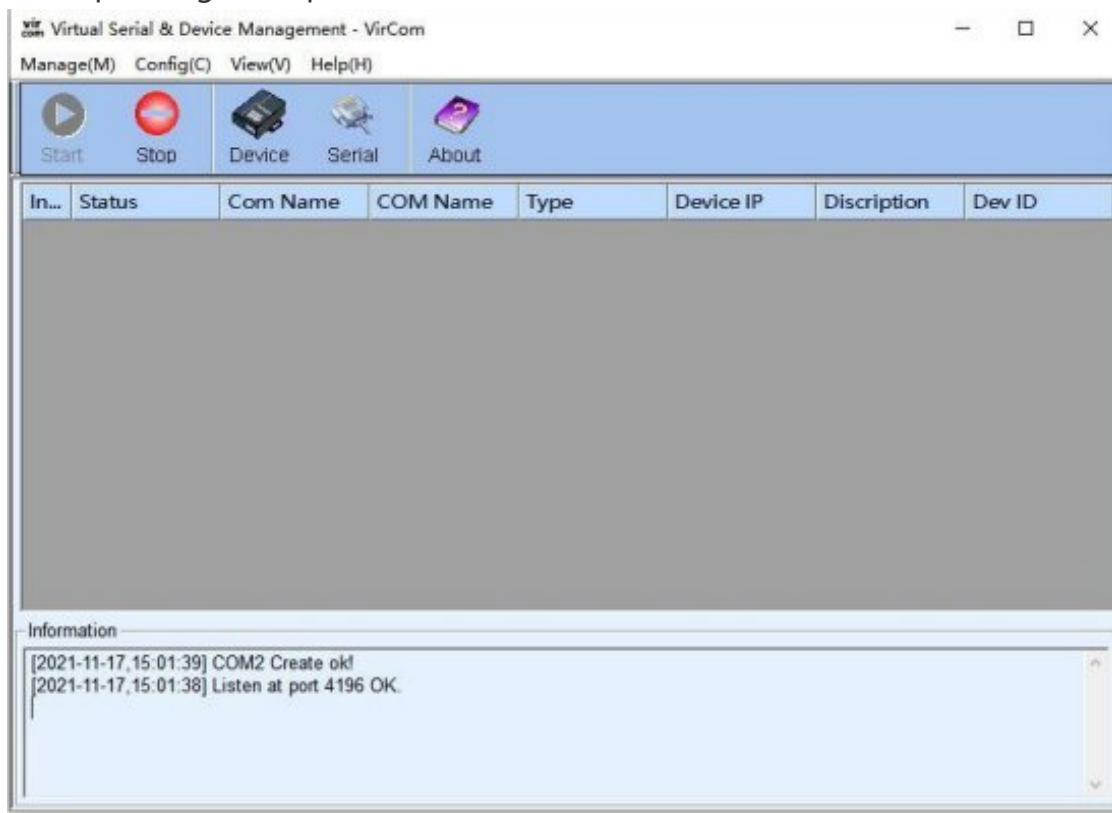 vir com Virtual Serial & Device Management - VirCom
Manage(M) Config(C) View(V) Help(H)
Start Stop Device Serial About
In... Status Com Name COM Name Type Device IP Discription Dev ID
Information
[2021-11-17,15:01:39] COM2 Create ok!
[2021-11-17,15:01:38] Listen at port 4196 OK.